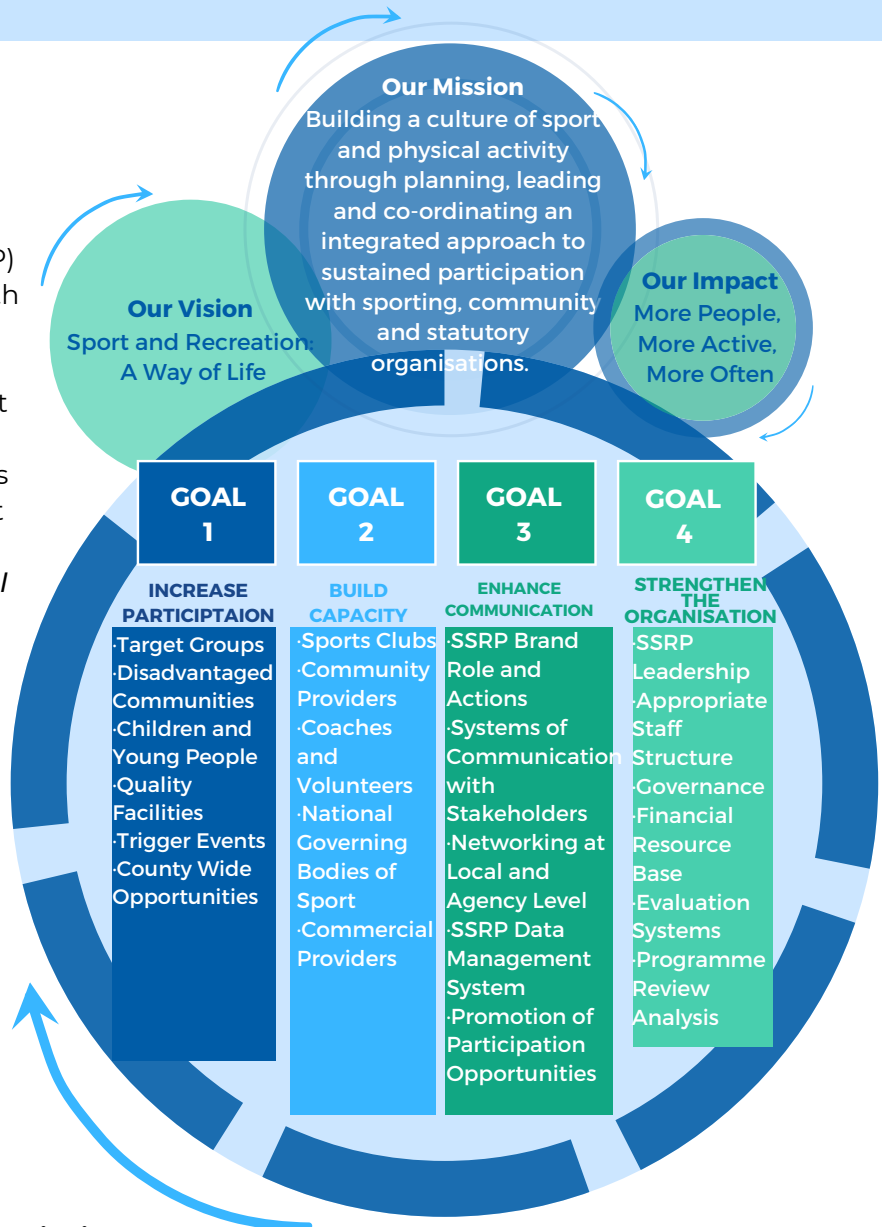 Our Mission
Building a culture of sport
and physical activity
through planning, leading
and co-ordinating an
integrated approach to
sustained participation
with sporting, community
and statutory
organisations.
Our Vision
Sport and Recreation:
A Way of Life
Our Impact
More People,
More Active,
More Often
GOAL
1
INCREASE
PARTICIPTAION
·Target Groups
·Disadvantaged
Communities
·Children and
Young People
·Quality
Facilities
·Trigger Events
·County Wide
Opportunities
GOAL
2
BUILD
CAPACITY
·Sports Clubs
·Community
Providers
·Coaches
and
Volunteers
·National
Governing
Bodies of
Sport
·Commercial
Providers
GOAL
3
ENHANCE
COMMUNICATION
·SSRP Brand
Role and
Actions
·Systems of
Communication
with
Stakeholders
·Networking at
Local and
Agency Level
·SSRP Data
Management
System
·Promotion of
Participation
Opportunities
GOAL
4
STRENGTHEN
THE
ORGANISATION
·SSRP
Leadership
·Appropriate
Staff
Structure
·Governance
·Financial
Resource
Base
·Evaluation
Systems
·Programme
Review
Analysis